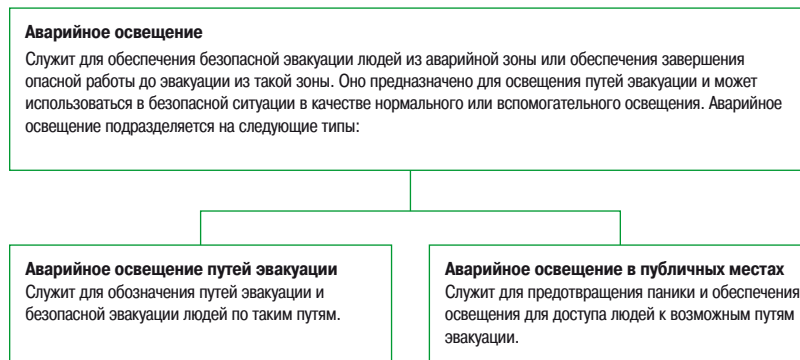 Аварийное освещение
Служит для обеспечения безопасной эвакуации людей из аварийной зоны или обеспечения завершения
опасной работы до эвакуации из такой зоны. Оно предназначено для освещения путей эвакуации и может
использоваться в безопасной ситуации в качестве нормального или вспомогательного освещения. Аварийное
освещение подразделяется на следующие типы:
Аварийное освещение путей эвакуации
Служит для обозначения путей эвакуации и
безопасной эвакуации людей по таким путям.
Аварийное освещение в публичных местах
Служит для предотвращения паники и обеспечения
освещения для доступа людей к возможным путям
эвакуации.